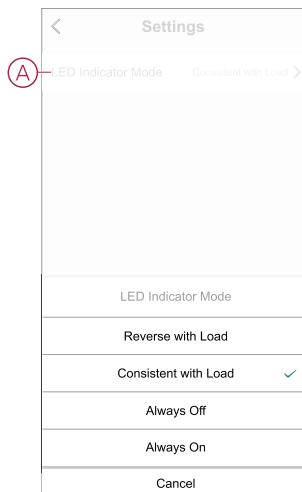 Settings
A LED Indicator Mode Consistent with Load
LED Indicator Mode
Reverse with Load
Consistent with Load
Always Off
Always On
Cancel